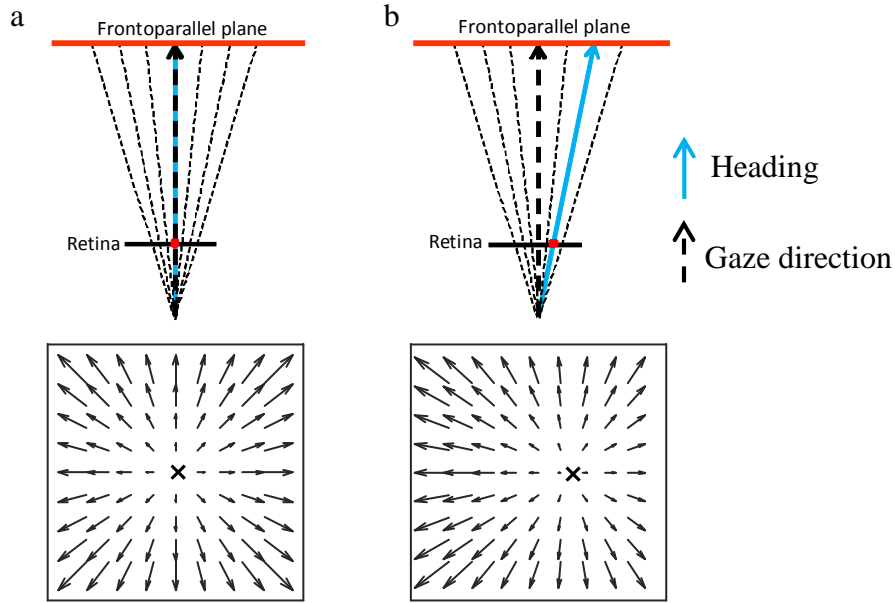 a
Frontoparallel plane
Retina
b
Frontoparallel plane
Retina
Heading
Gaze direction